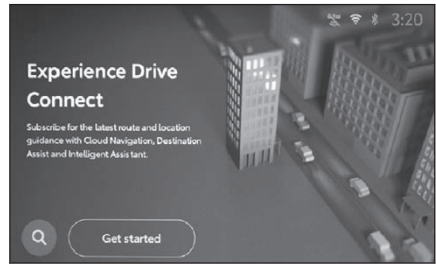 3:20
Experience Drive
Connect
Subscribe for the latest route and location
guidance with Cloud Navigation, Destination
Assist and Intelligent Assistant.
Get started